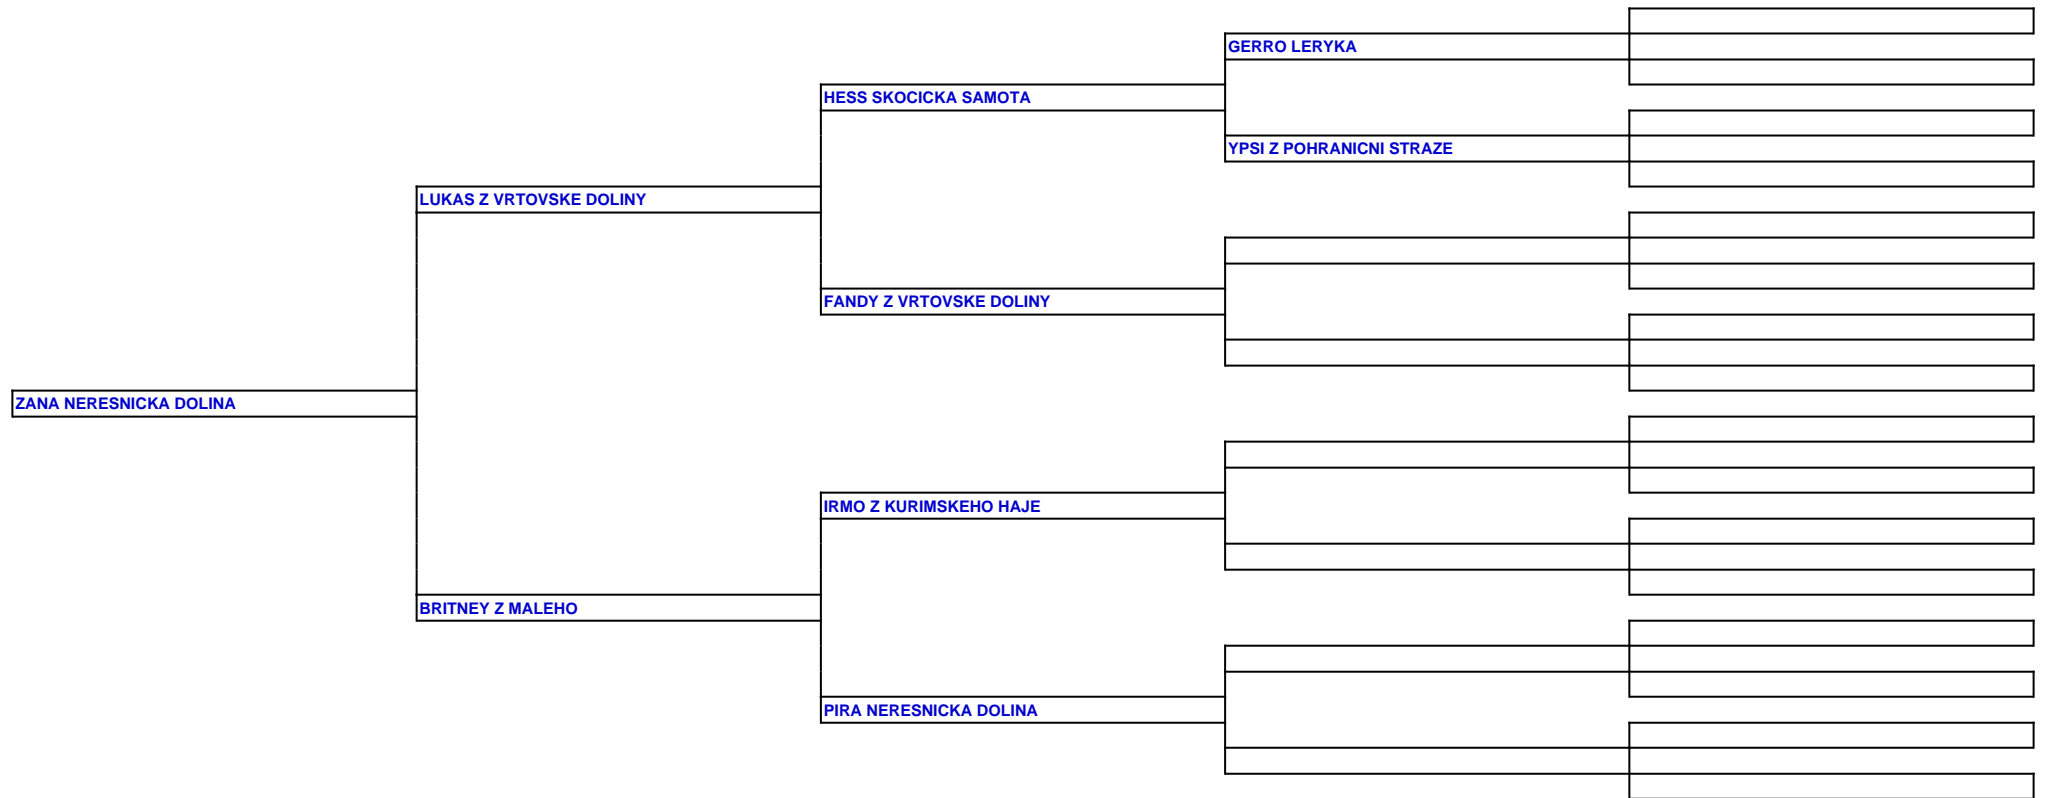 GERRO LERYKA
HESS SKOCICKA SAMOTA
YPSI Z POHRANICNI STRAZE
LUKAS Z VRTOVSKE DOLINY
FANDY Z VRTOVSKE DOLINY
ZANA NERESNICKA DOLINA
IRMO Z KURIMSKEHO HAJE
BRITNEY Z MALEHO
PIRA NERESNICKA DOLINA